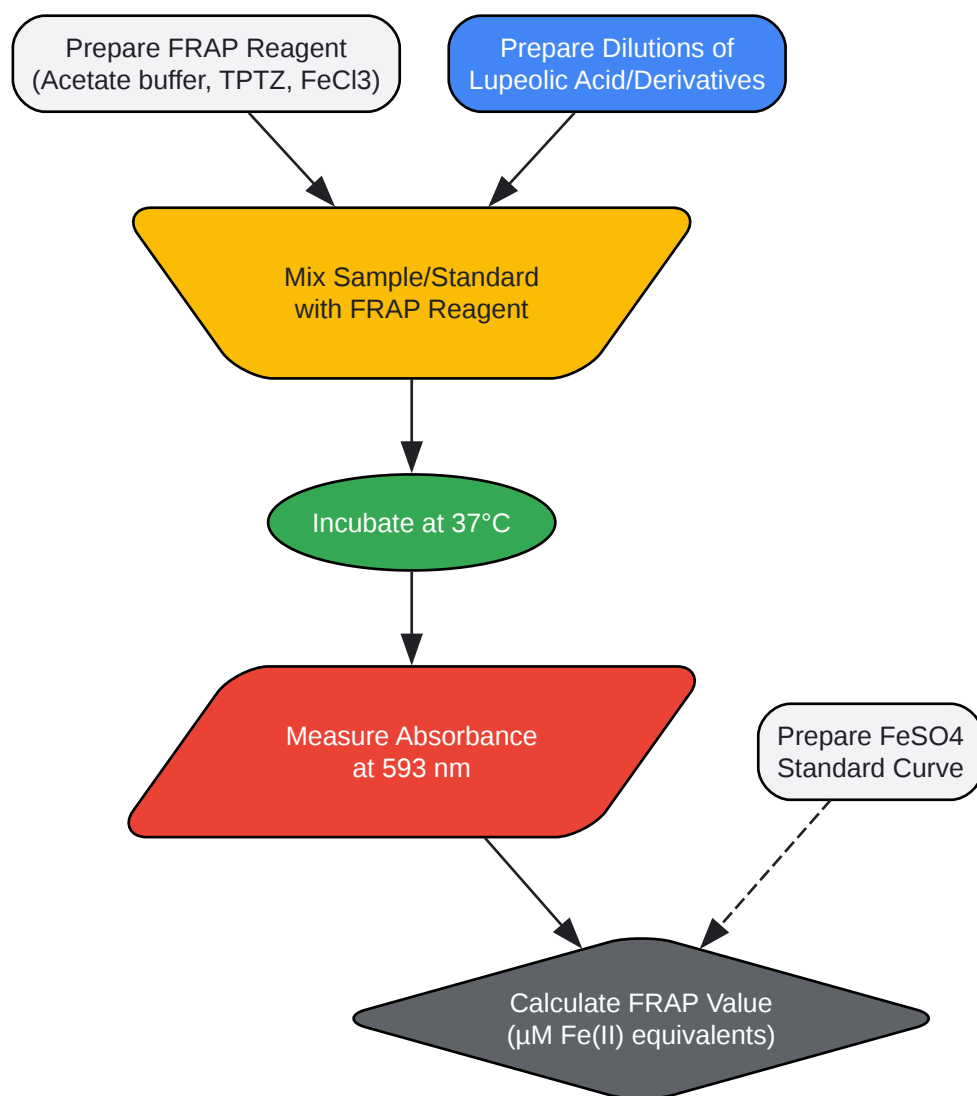 Prepare FRAP Reagent
(Acetate buffer, TPTZ, FeCl3)
Prepare Dilutions of
Lupeolic Acid/Derivatives
Mix Sample/Standard
with FRAP Reagent
Incubate at 37°C
Measure Absorbance
at 593 nm
Prepare FeSO4
Standard Curve
Calculate FRAP Value
(µM Fe(II) equivalents)